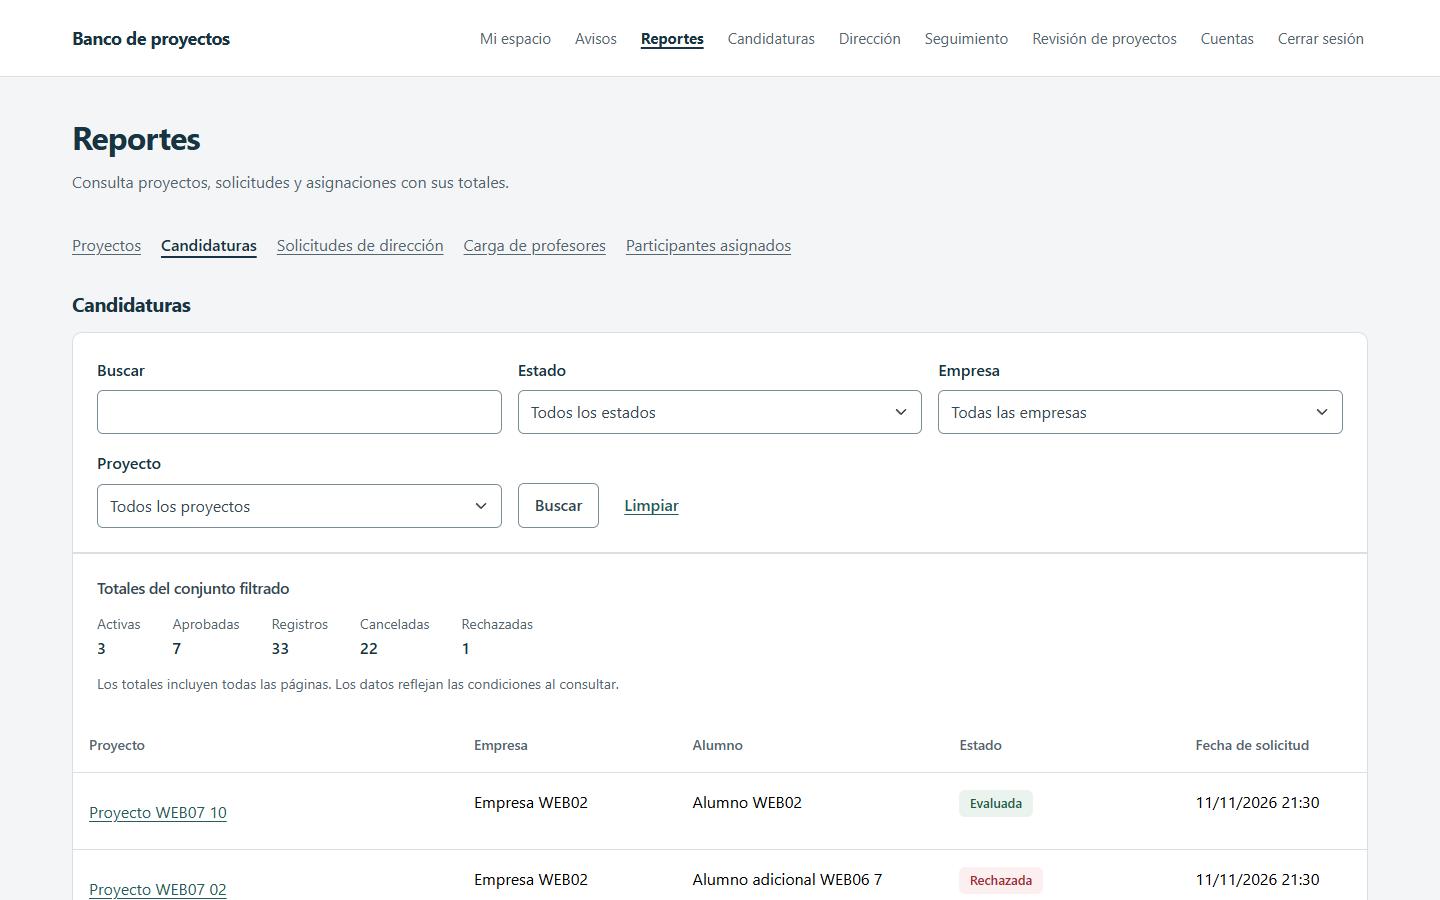 Banco de proyectos
Mi espacio Avisos Reportes Candidaturas Dirección Seguimiento Revisión de proyectos Cuentas Cerrar sesión
Reportes
Consulta proyectos, solicitudes y asignaciones con sus totales.
Proyectos Candidaturas Solicitudes de dirección Carga de profesores Participantes asignados
Candidaturas
Buscar Estado Empresa
Todos los estados Todas las empresas
Proyecto
Todos los proyectos Buscar Limpiar
Totales del conjunto filtrado
Activas Aprobadas Registros Canceladas Rechazadas
3 7 33 22 1
Los totales incluyen todas las páginas. Los datos reflejan las condiciones al consultar.
Proyecto Empresa Alumno Estado Fecha de solicitud
Proyecto WEB07 10 Empresa WEB02 Alumno WEB02 Evaluada 11/11/2026 21:30
Proyecto WEB07 02 Empresa WEB02 Alumno adicional WEB06 7 Rechazada 11/11/2026 21:30